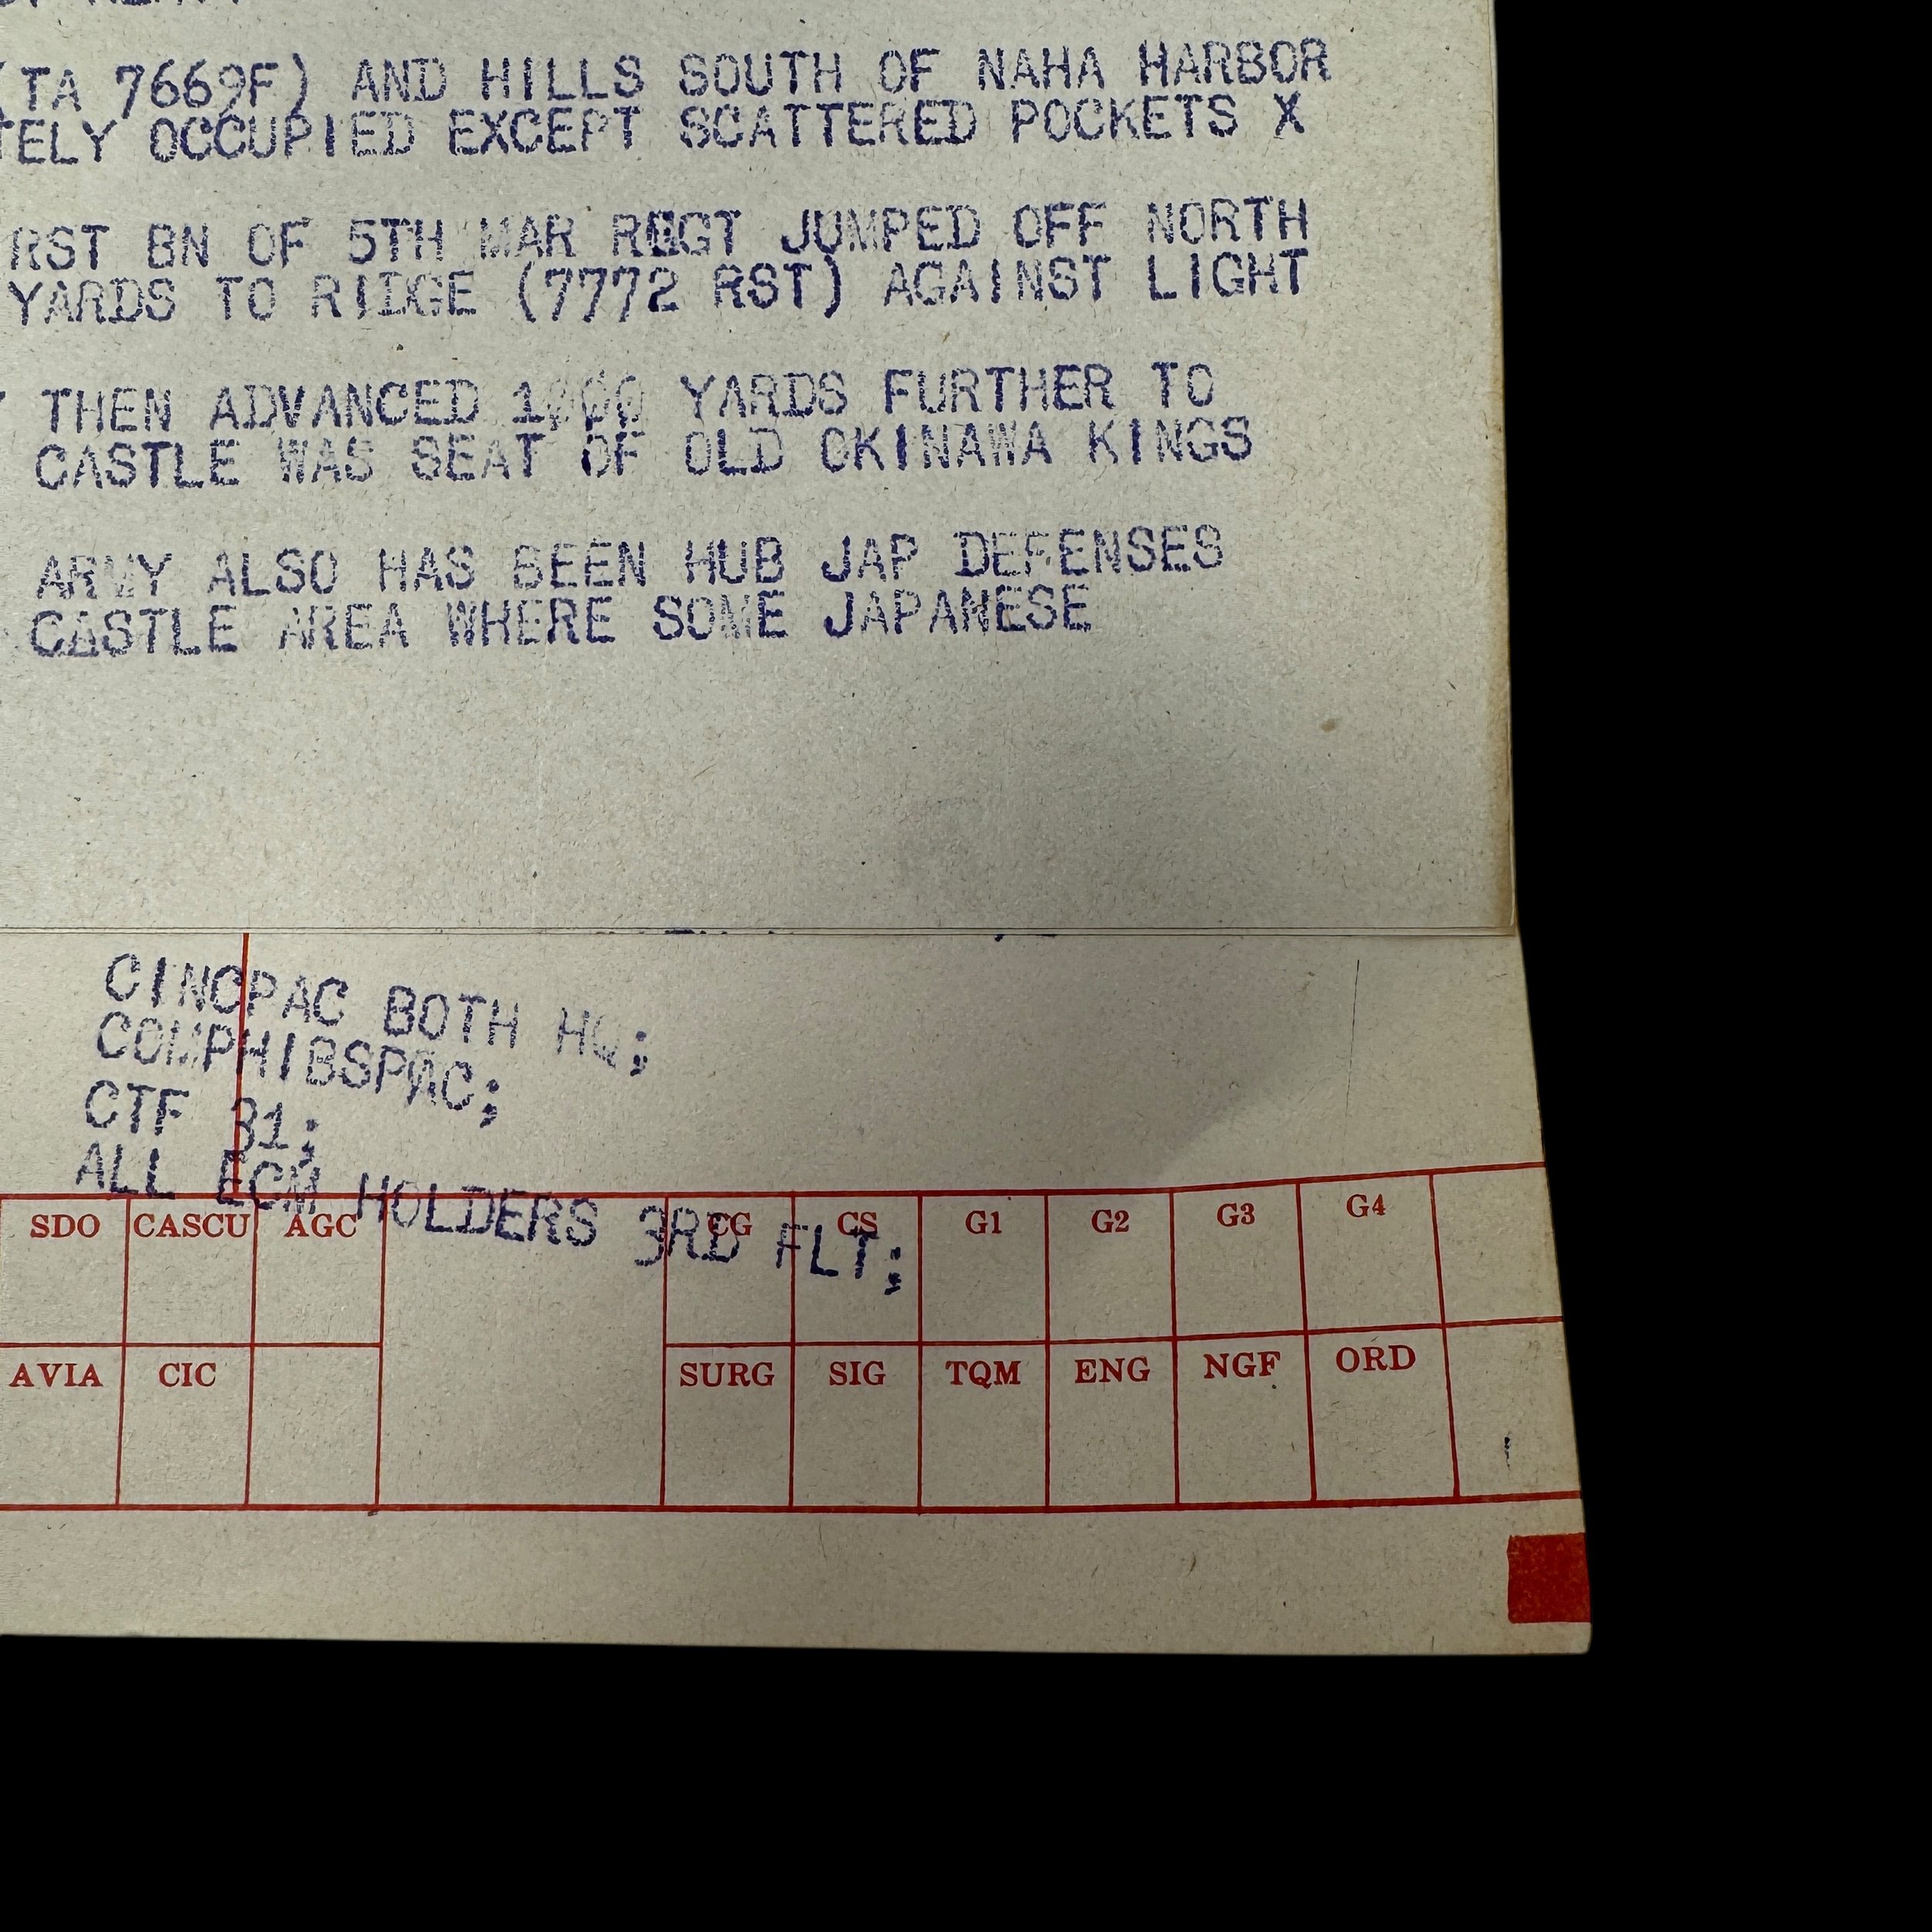 (TA 7669F) AND HILLS SOUTH OF NAHA HARBOR
TELY OCCUPIED EXCEPT SCATTERED POCKETS X
RST BN OF 5TH MAR REGT JUMPED OFF NORTH
YARDS TO RIDGE (7772 RST) AGAINST LIGHT
THEN ADVANCED 1000 YARDS FURTHER TO
CASTLE WAS SEAT OF OLD OKINAWA KINGS
ARMY ALSO HAS BEEN HUB JAP DEFENSES
CASTLE AREA WHERE SOME JAPANESE
CINCPAC BOTH HQ;
COMPHIBSPAC;
CTF 31;
ALL ECM HOLDERS 3RD FLT;
SDO CASCU AGC CG CS G1 G2 G3 G4
AVIA CIC SURG SIG TQM ENG NGF ORD